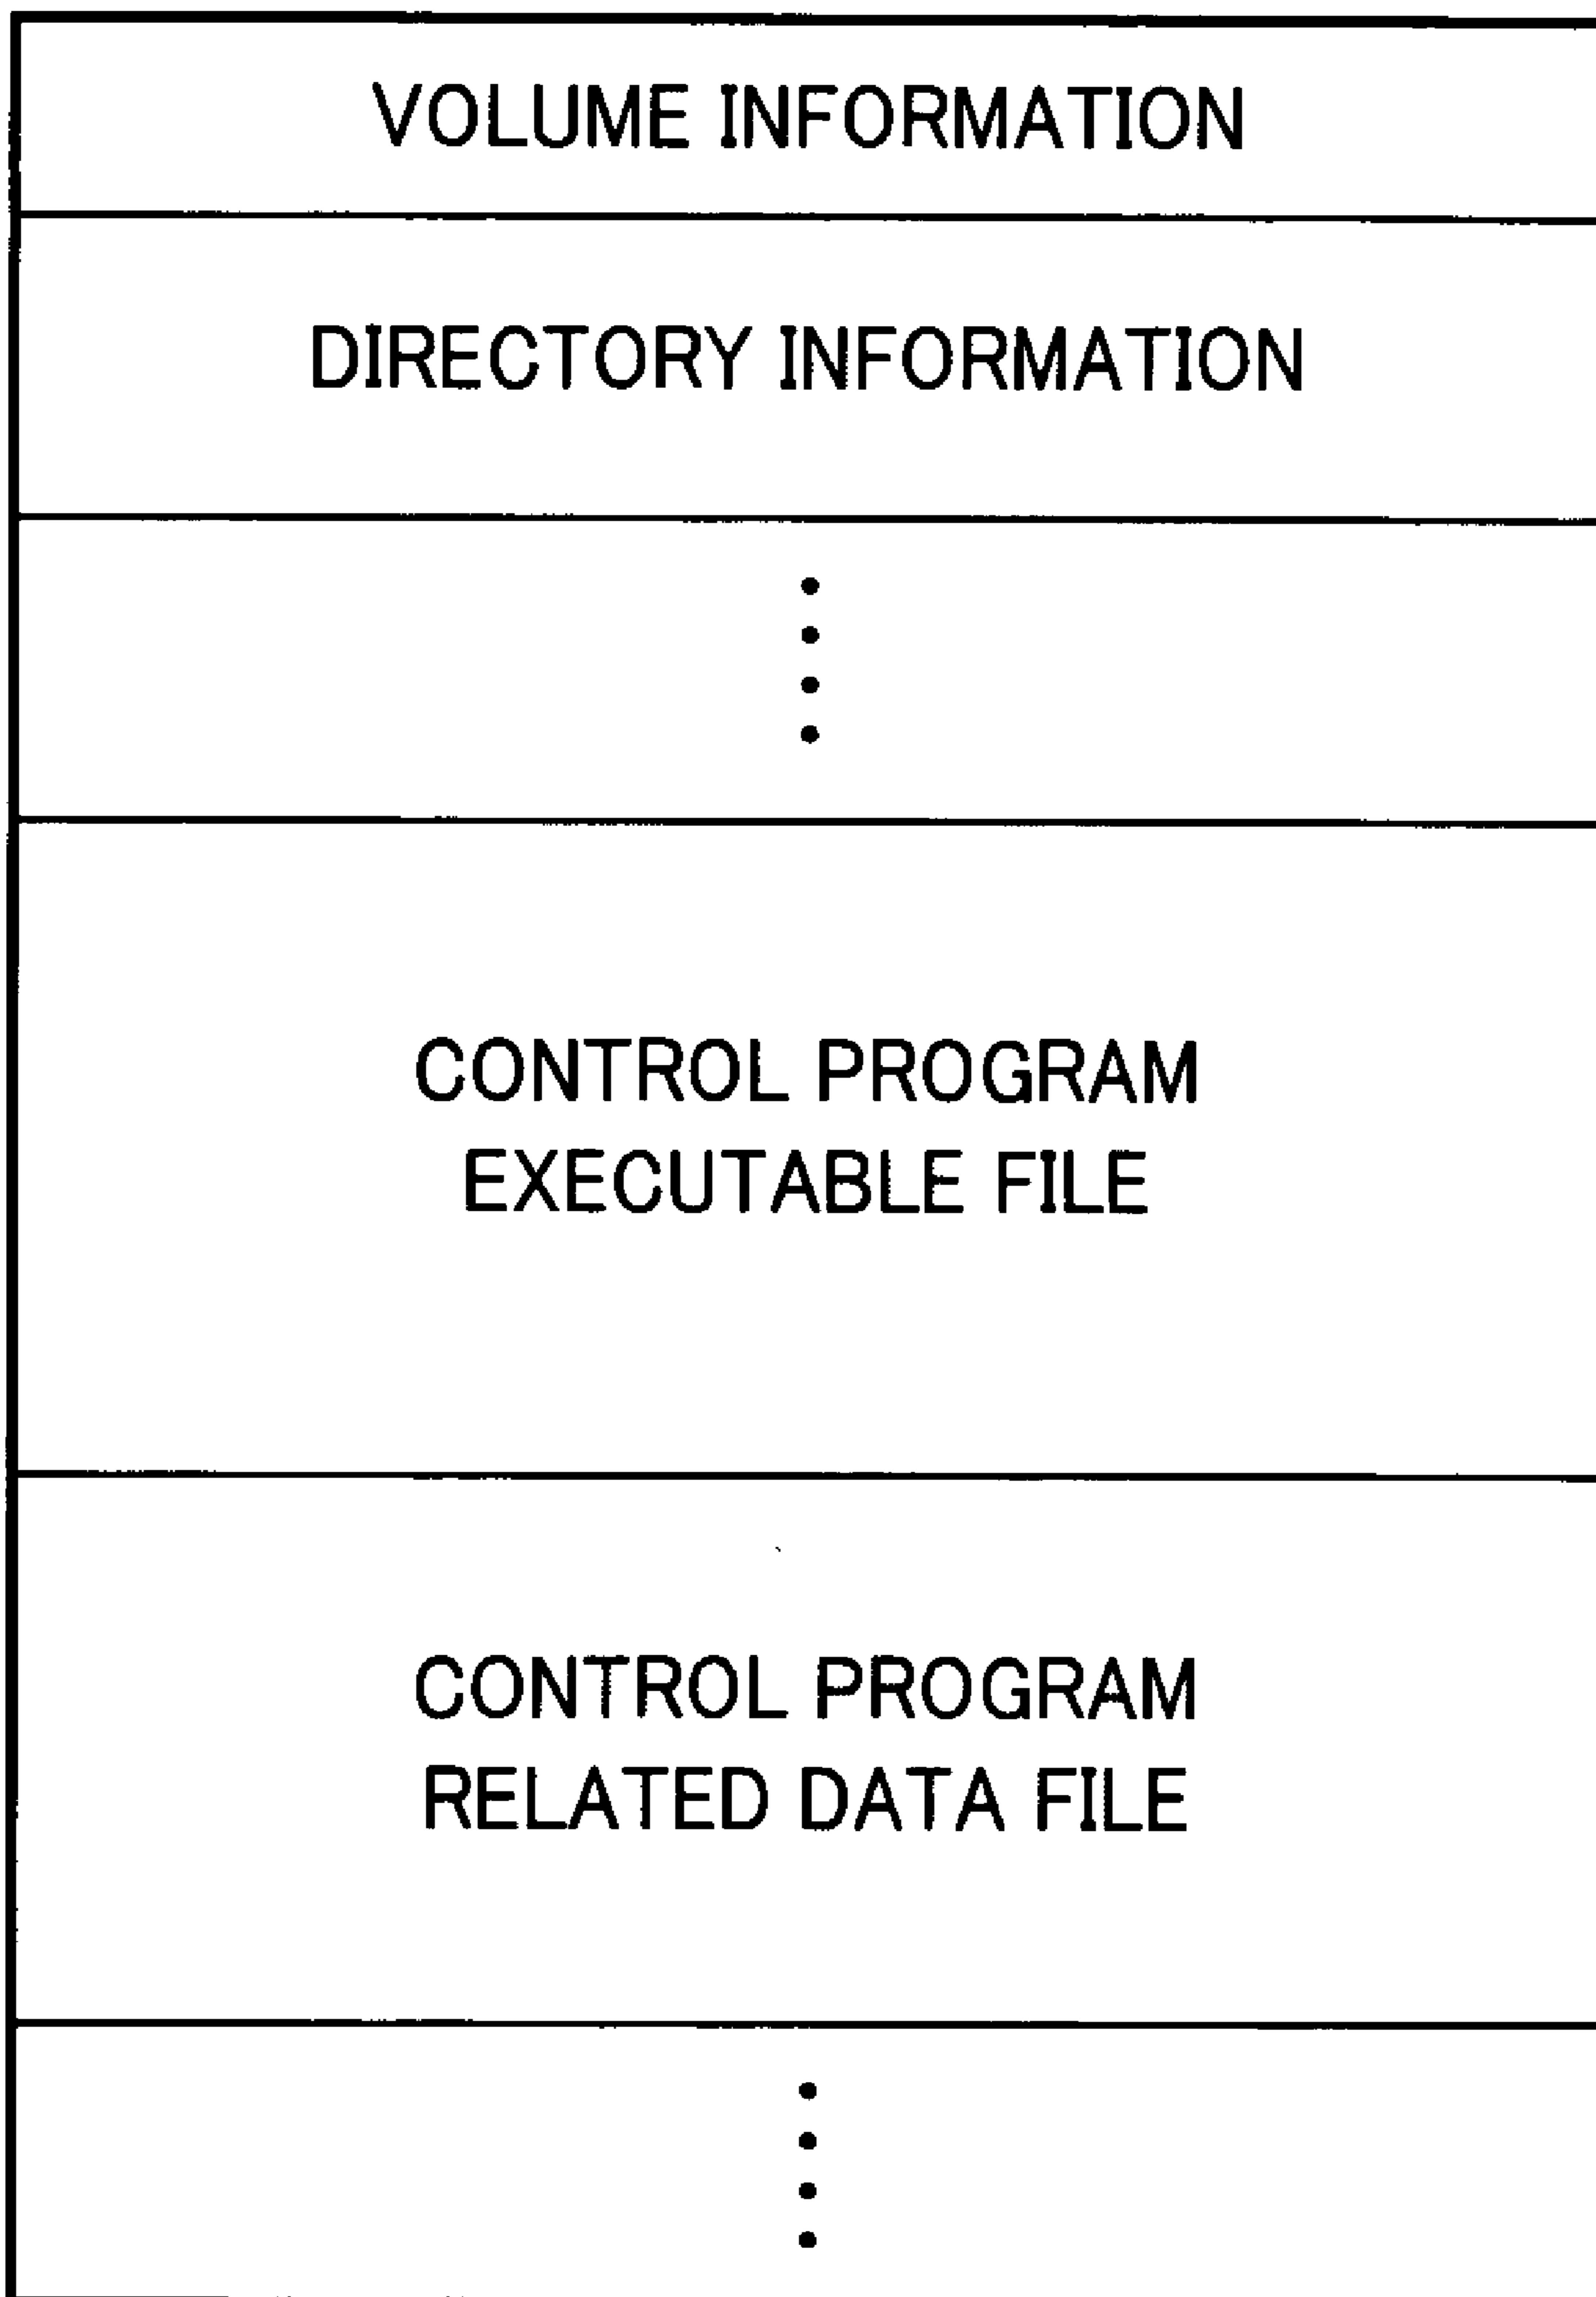 VOLUME INFORMATION
DIRECTORY INFORMATION
CONTROL PROGRAM
EXECUTABLE FILE
CONTROL PROGRAM
RELATED DATA FILE